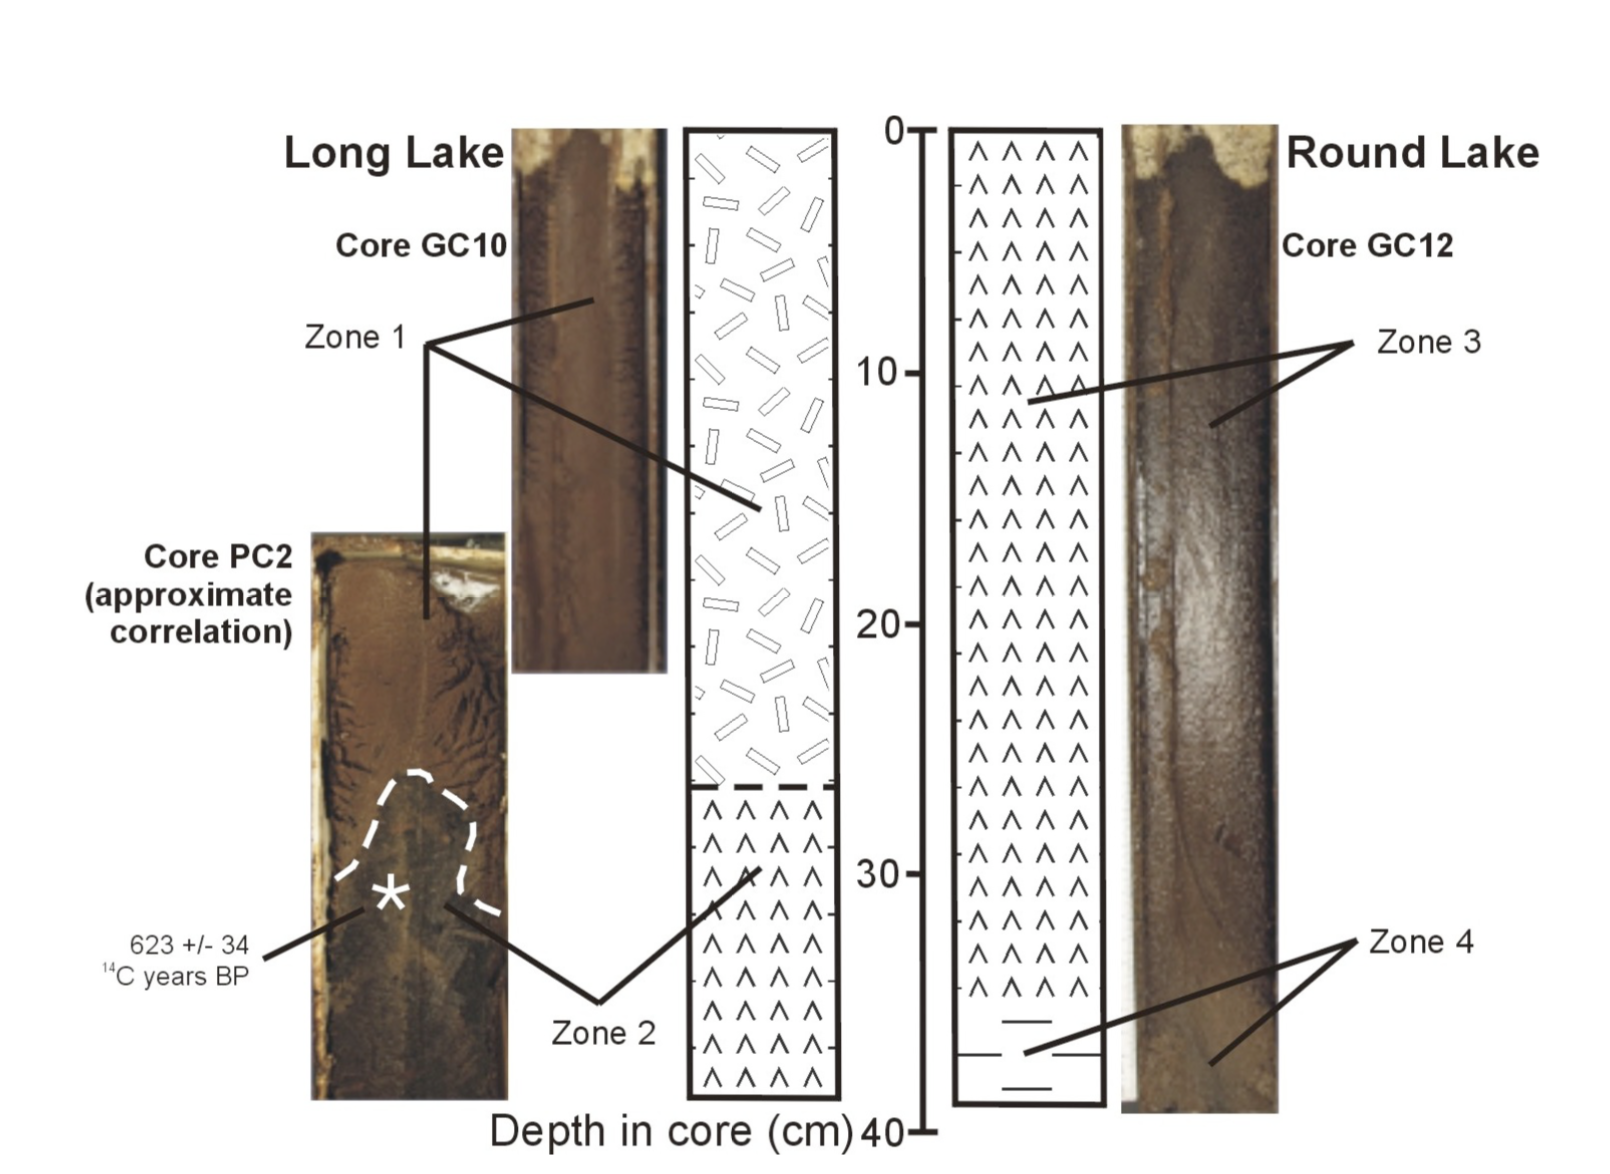 Long Lake
Core GC10
Zone 1
Core PC2
(approximate
correlation)
*
623 +/- 34
¹⁴C years BP
Zone 2
0
10
20
30
40
Depth in core (cm)
Round Lake
Core GC12
Zone 3
Zone 4